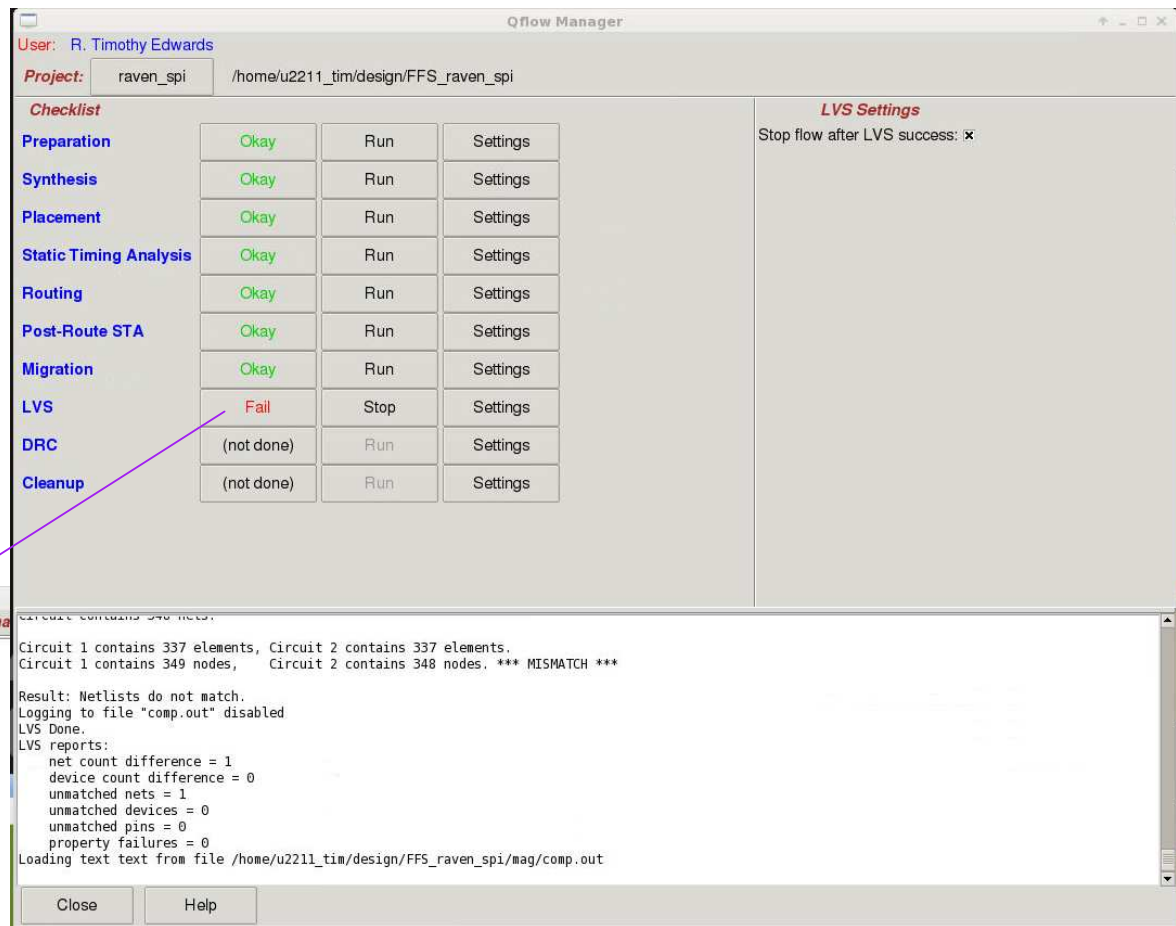 Qflow Manager
User: R. Timothy Edwards
Project: raven_spi /home/u2211_tim/design/FFS_raven_spi
Checklist
LVS Settings
Preparation Okay Run Settings
Stop flow after LVS success:
Synthesis Okay Run Settings
Placement Okay Run Settings
Static Timing Analysis Okay Run Settings
Routing Okay Run Settings
Post-Route STA Okay Run Settings
Migration Okay Run Settings
LVS Fail Stop Settings
DRC (not done) Run Settings
Cleanup (not done) Run Settings
Circuit contains 348 nets.
Circuit 1 contains 337 elements, Circuit 2 contains 337 elements.
Circuit 1 contains 349 nodes,    Circuit 2 contains 348 nodes. *** MISMATCH ***
Result: Netlists do not match.
Logging to file "comp.out" disabled
LVS Done.
LVS reports:
net count difference = 1
device count difference = 0
unmatched nets = 1
unmatched devices = 0
unmatched pins = 0
property failures = 0
Loading text text from file /home/u2211_tim/design/FFS_raven_spi/mag/comp.out
Close Help